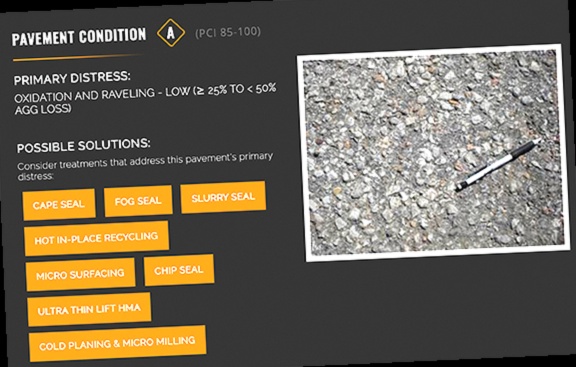 PAVEMENT CONDITION A (PCI 85-100)
PRIMARY DISTRESS:
OXIDATION AND RAVELING - LOW (≥ 25% TO < 50%
AGG LOSS)
POSSIBLE SOLUTIONS:
Consider treatments that address this pavement's primary
distress:
CAPE SEAL FOG SEAL SLURRY SEAL
HOT IN-PLACE RECYCLING
MICRO SURFACING CHIP SEAL
ULTRA THIN LIFT HMA
COLD PLANING & MICRO MILLING